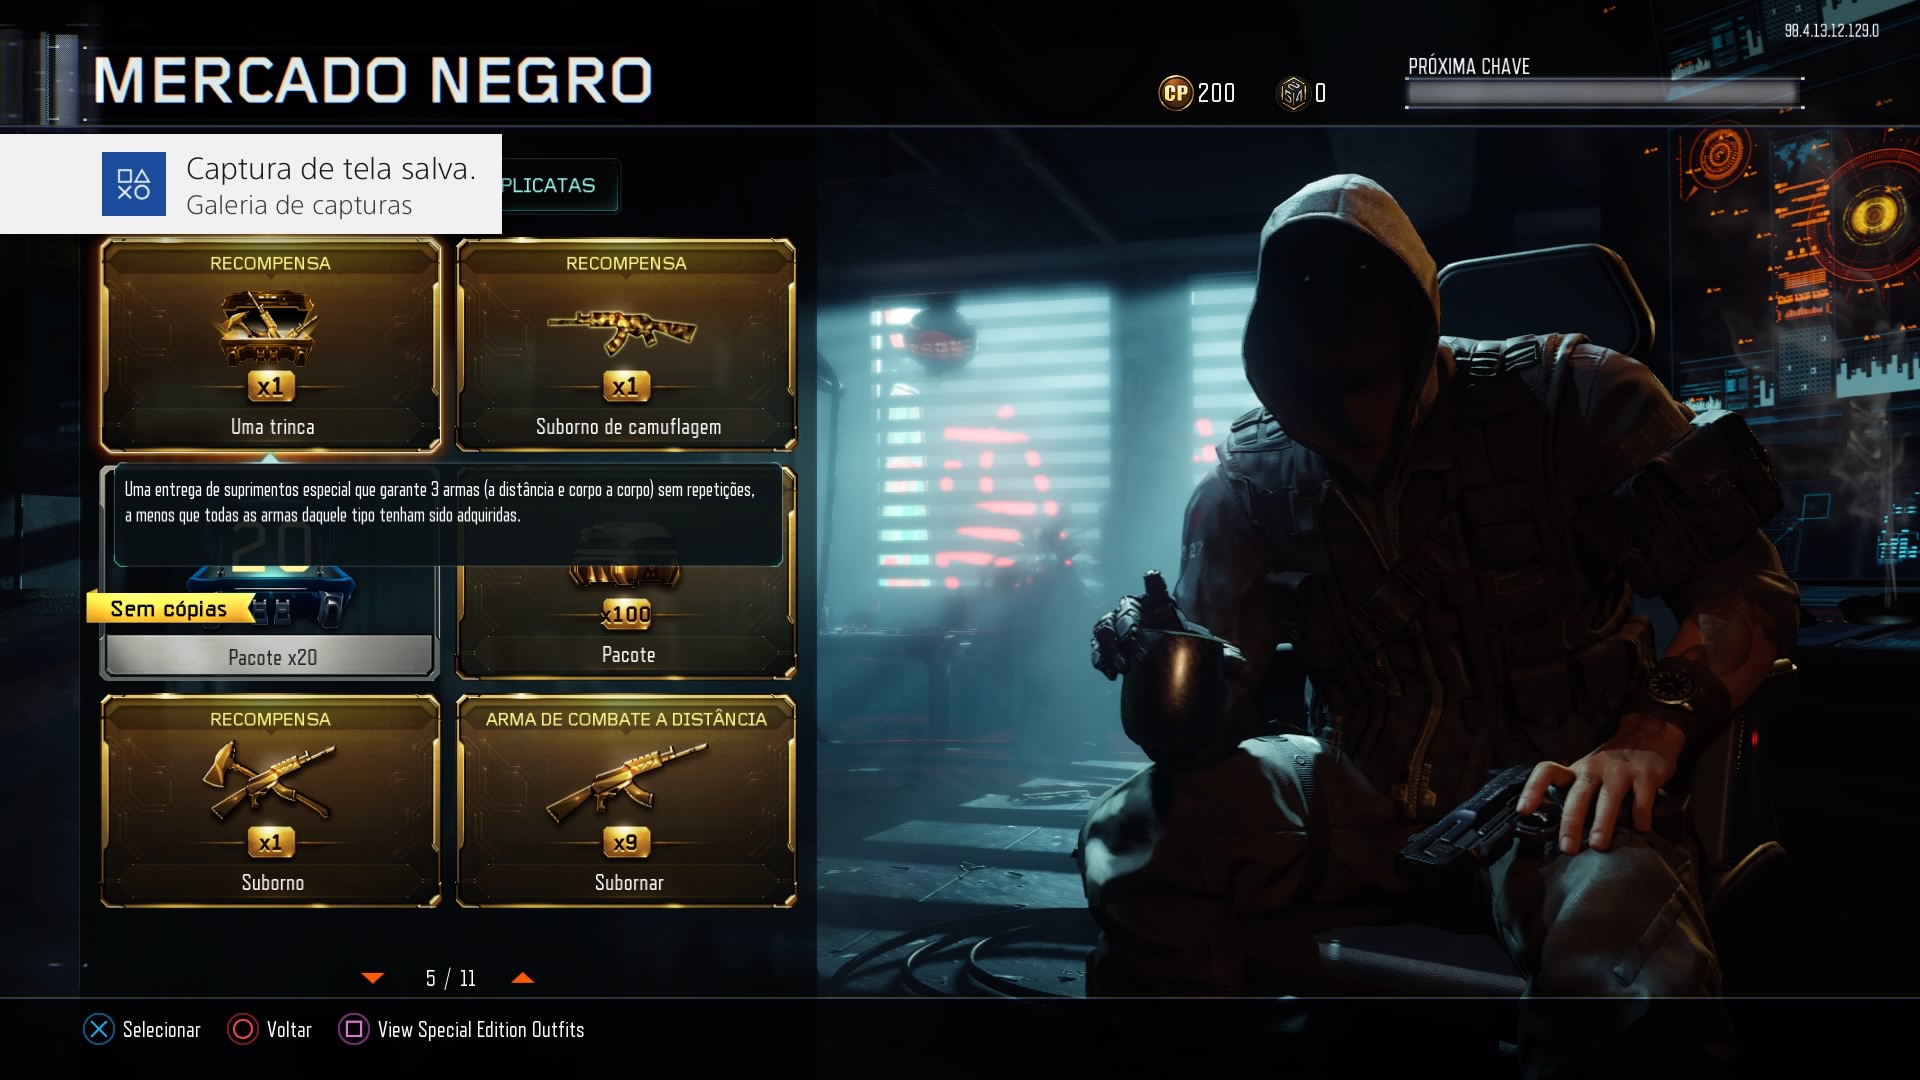 98.4.13.12.129.0
MERCADO NEGRO
CP 200
0
PRÓXIMA CHAVE
Captura de tela salva.
Galeria de capturas
PLICATAS
RECOMPENSA
x1
Uma trinca
RECOMPENSA
x1
Suborno de camuflagem
Uma entrega de suprimentos especial que garante 3 armas (a distância e corpo a corpo) sem repetições,
a menos que todas as armas daquele tipo tenham sido adquiridas.
20
Sem cópias
Pacote x20
x100
Pacote
RECOMPENSA
x1
Suborno
ARMA DE COMBATE A DISTÂNCIA
x9
Subornar
5 / 11
Selecionar
Voltar
View Special Edition Outfits